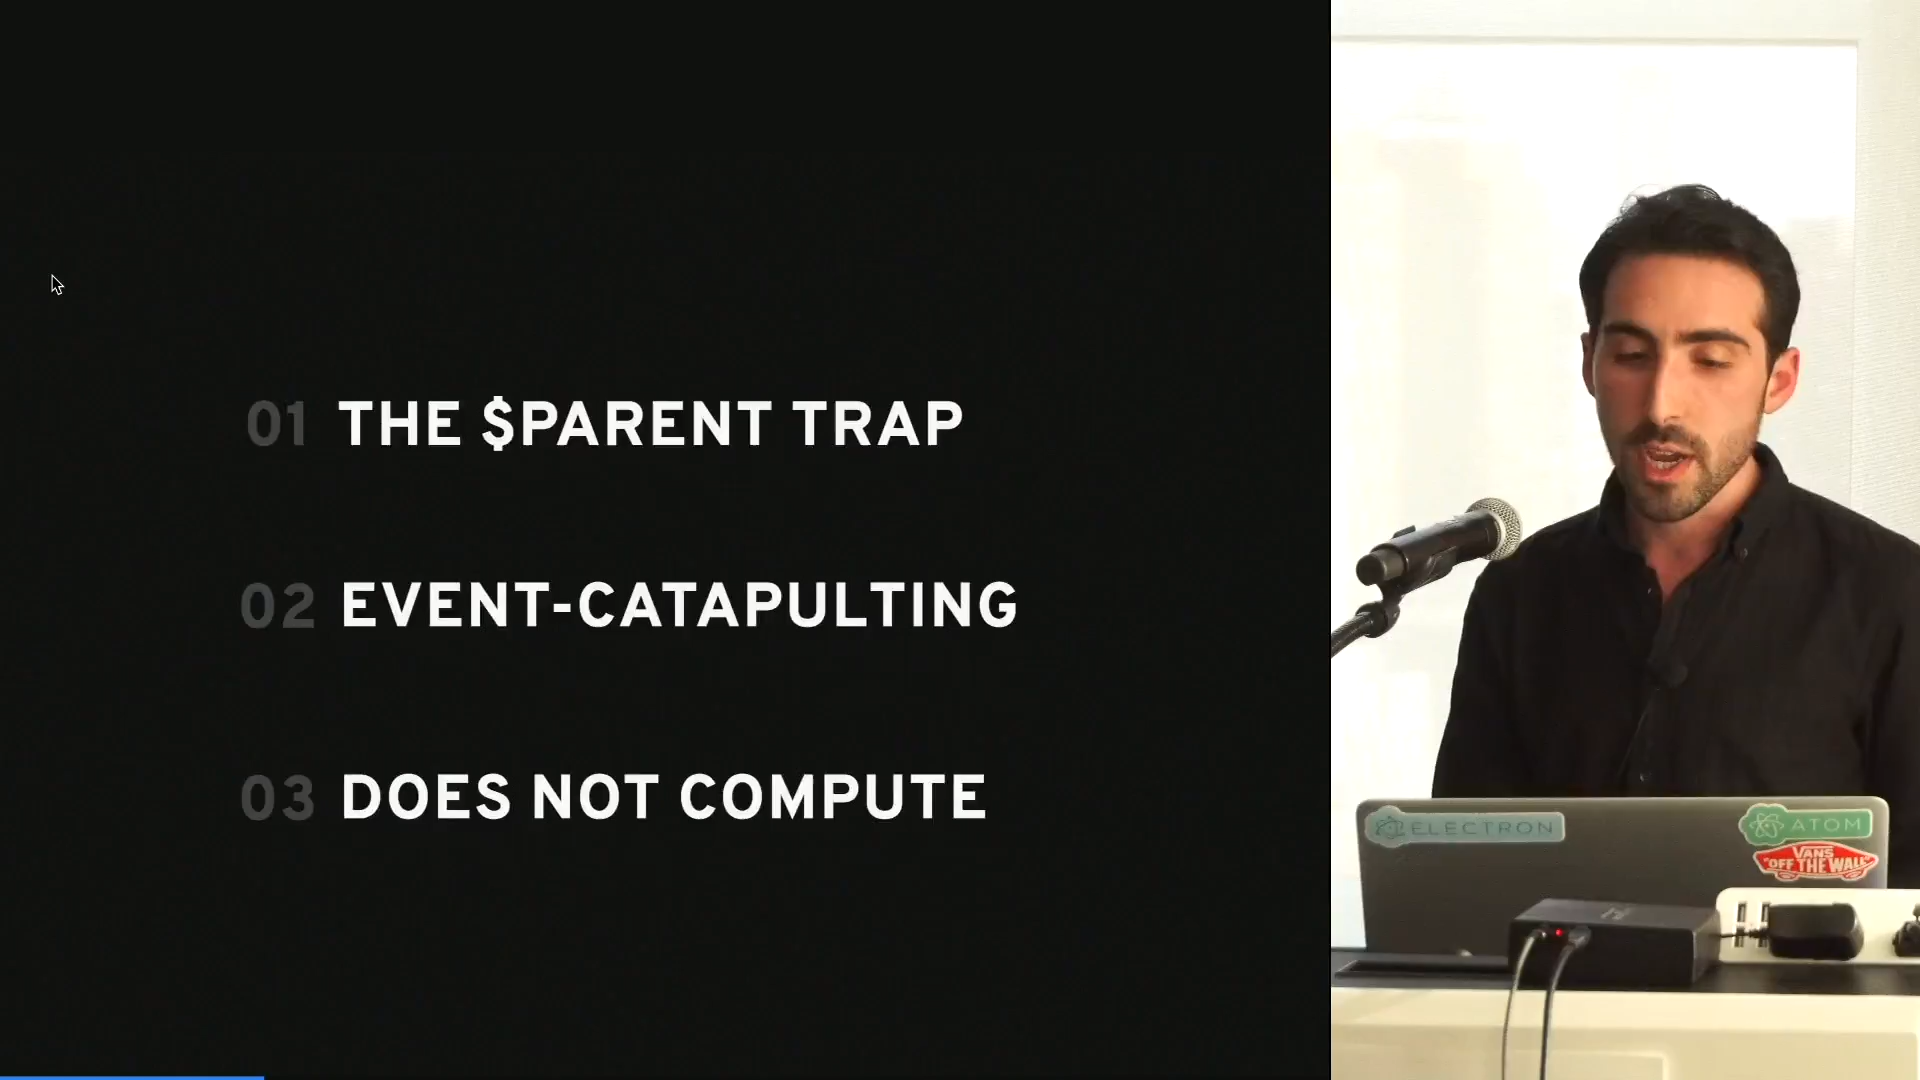 01 THE $PARENT TRAP
02 EVENT-CATAPULTING
03 DOES NOT COMPUTE
ELECTRON
ATOM
VANS
"OFF THE WALL"